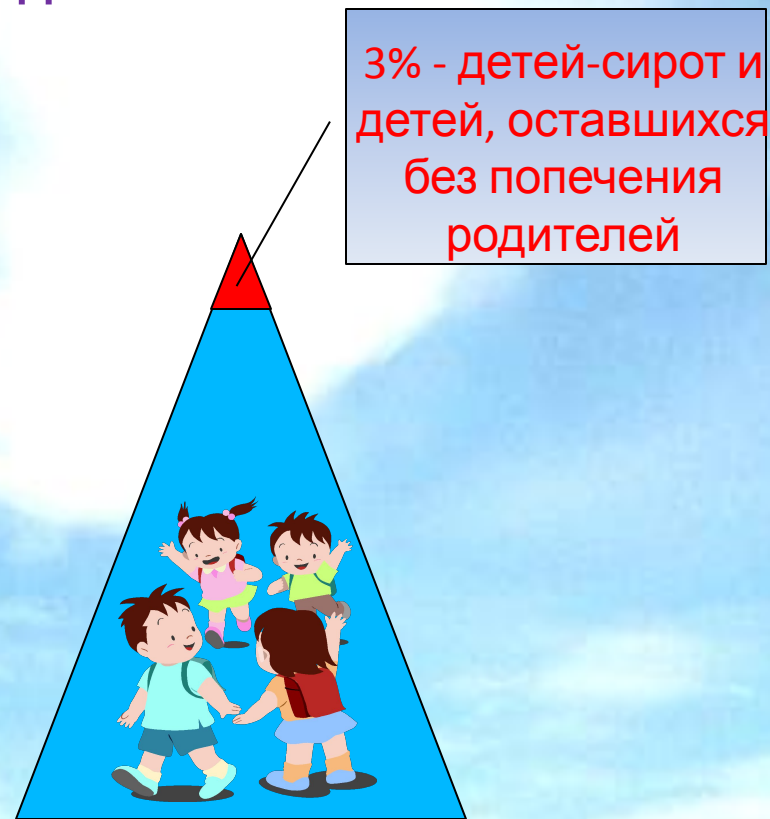 3% - детей-сирот и
детей, оставшихся
без попечения
родителей